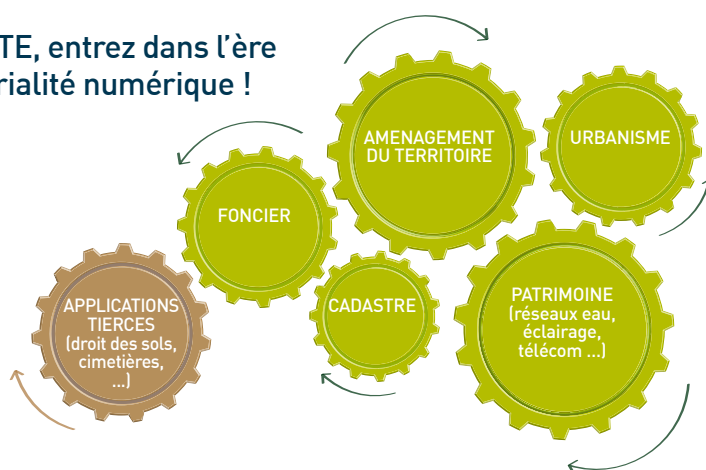 TE, entrez dans l'ère
rialité numérique !
AMENAGEMENT
DU TERRITOIRE
URBANISME
FONCIER
APPLICATIONS
TIERCES
(droit des sols,
cimetières,
...)
CADASTRE
PATRIMOINE
(réseaux eau,
éclairage,
télécom ...)